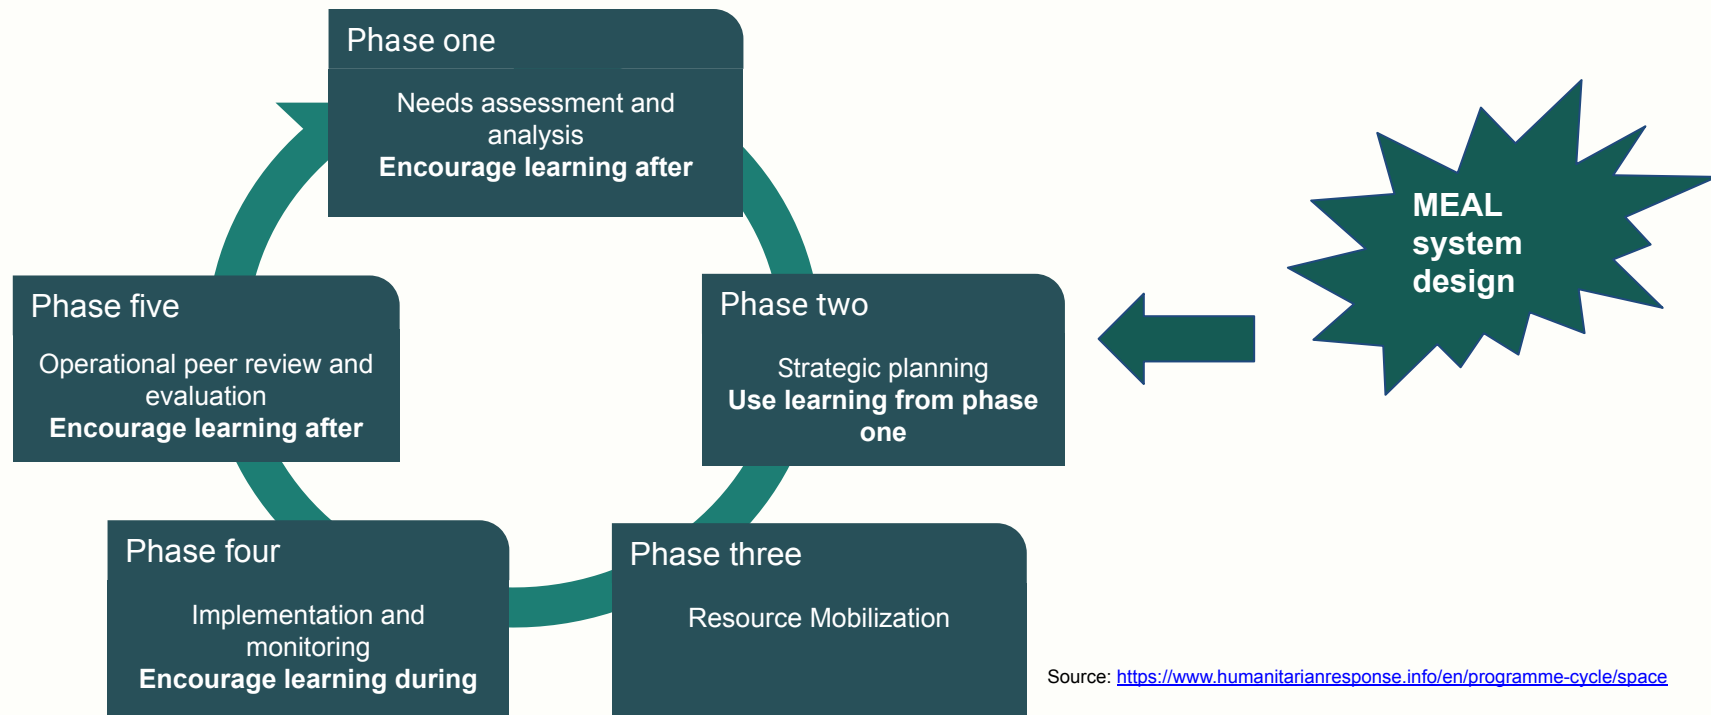 Phase one
Needs assessment and
analysis
Encourage learning after
Phase two
Strategic planning
Use learning from phase
one
Phase three
Resource Mobilization
Phase four
Implementation and
monitoring
Encourage learning during
Phase five
Operational peer review and
evaluation
Encourage learning after
MEAL
system
design
Source: https://www.humanitarianresponse.info/en/programme-cycle/space